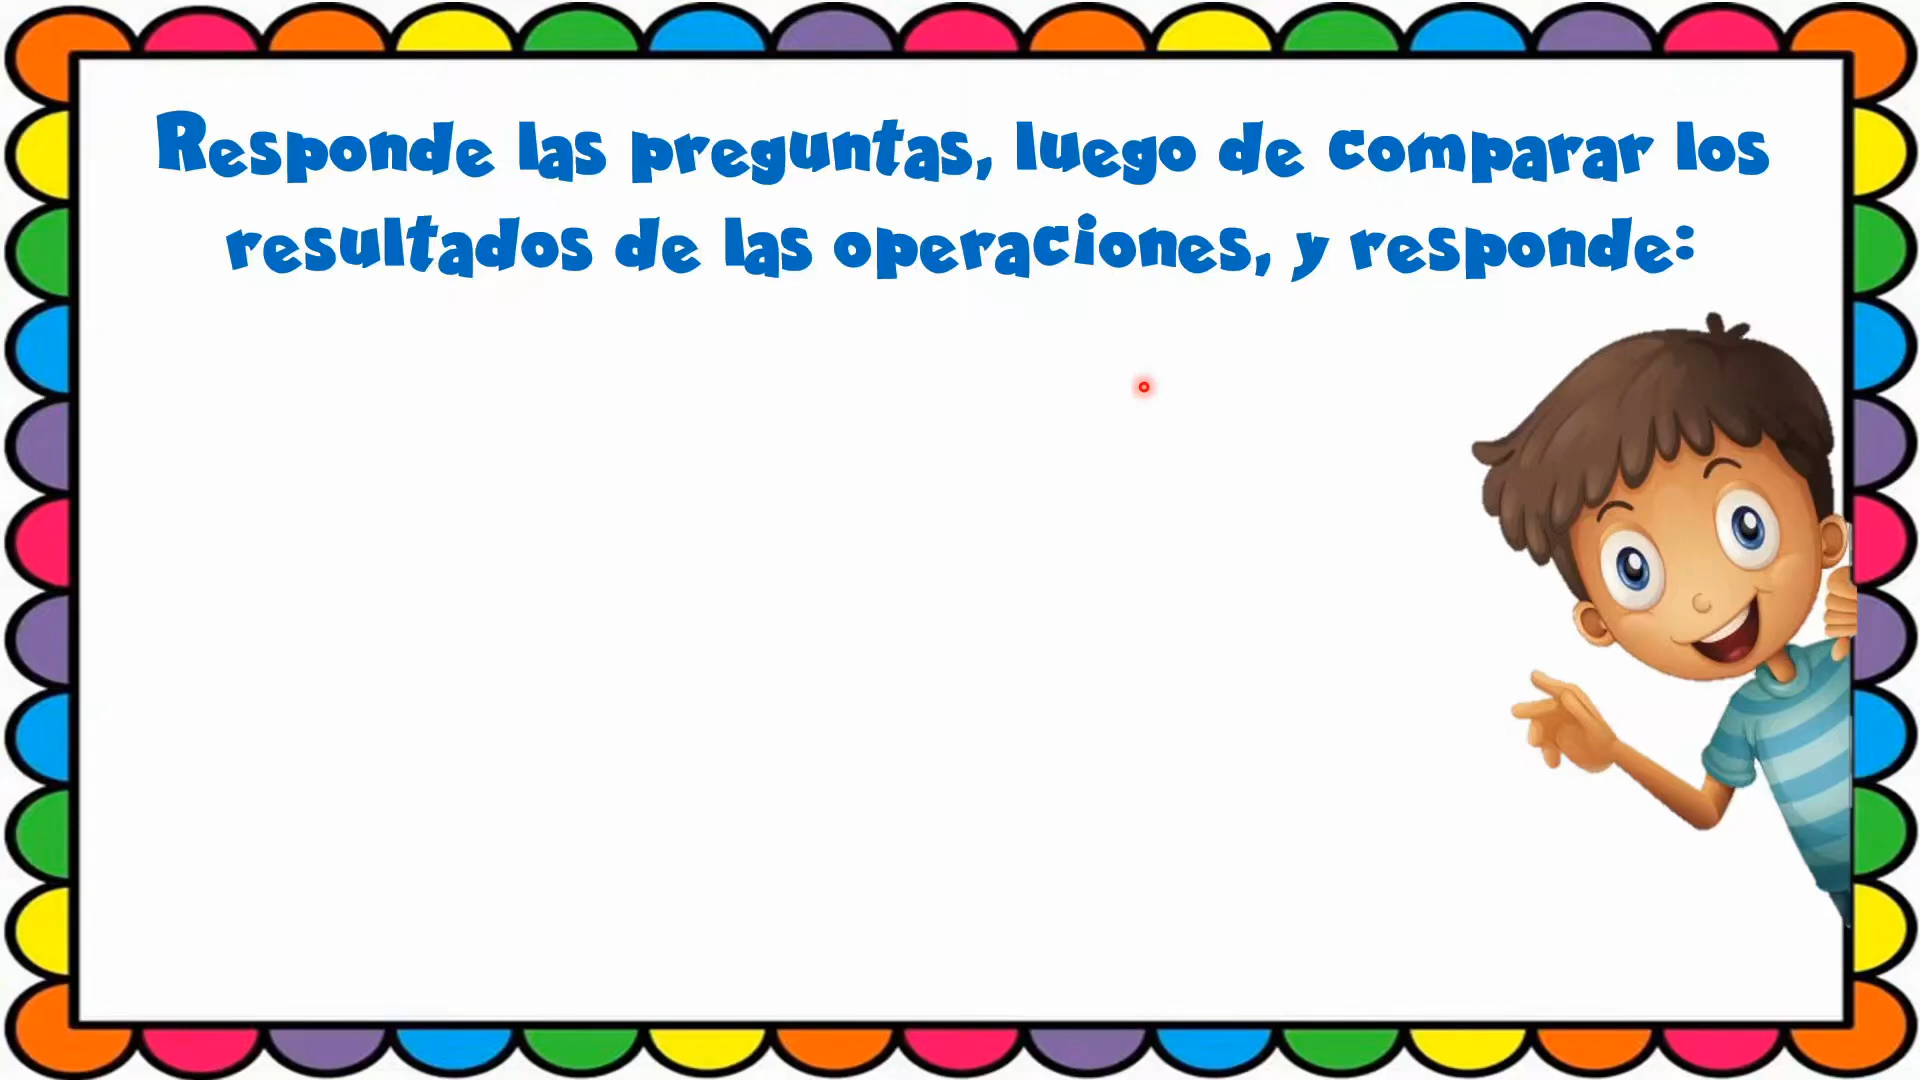 Responde las preguntas, luego de comparar los
resultados de las operaciones, y responde: